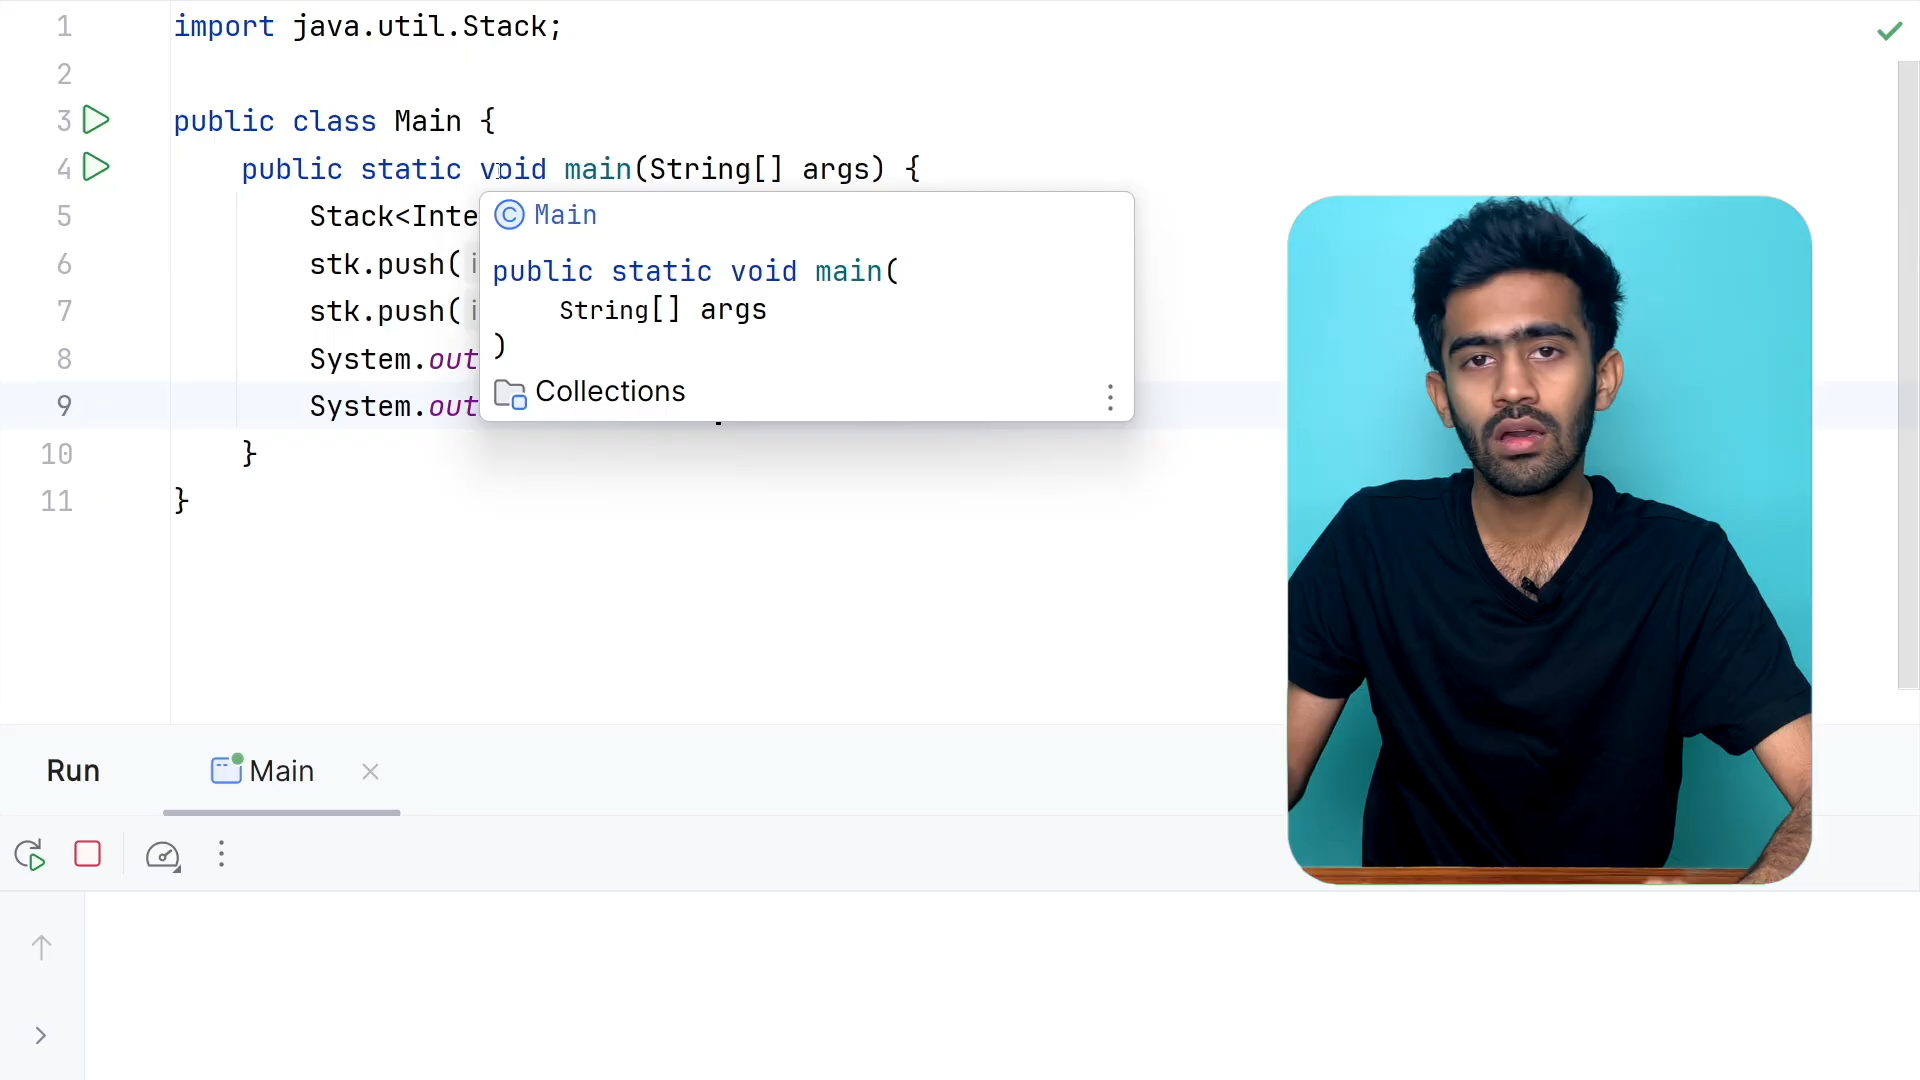 1 import java.util.Stack;
2
3 public class Main {
4 public static void main(String[] args) {
5 Stack<Inte
6 stk.push( i
7 stk.push( i
8 System.out
9 System.out
10 }
11 }
C Main
public static void main(
String[] args
)
Collections
Run Main